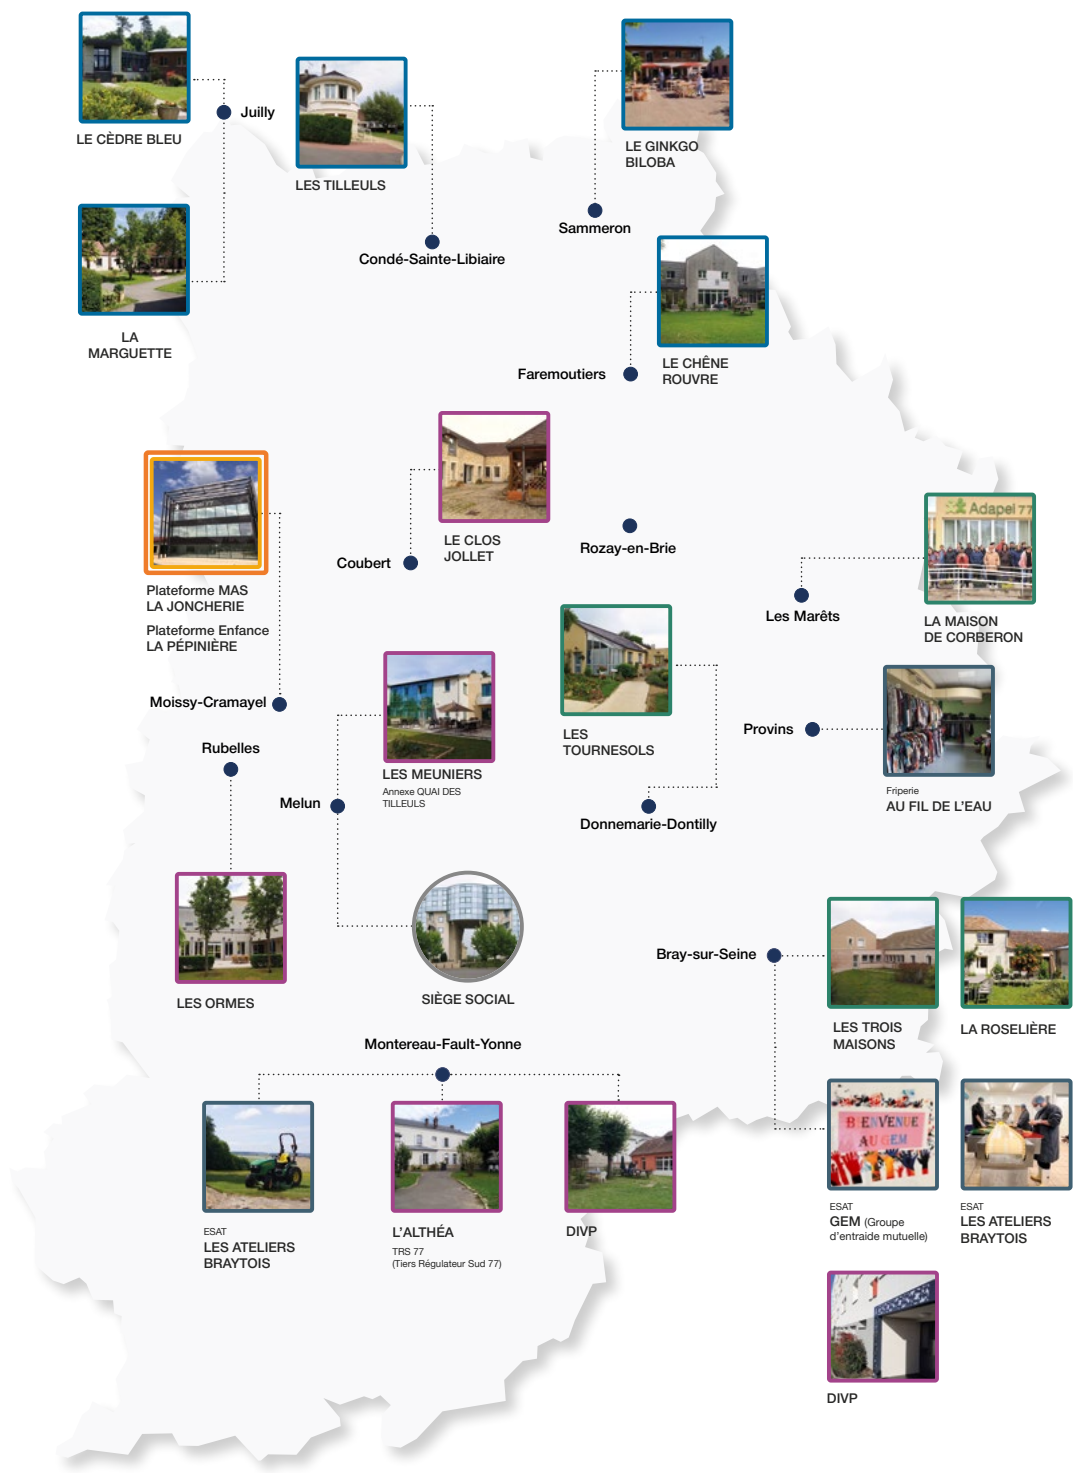 Juilly
LE CÈDRE BLEU
LES TILLEULS
LE GINKGO
BILOBA
Sammeron
Condé-Sainte-Libiaire
LA
MARGUETTE
Faremoutiers
LE CHÊNE
ROUVRE
Adapei 77
Plateforme MAS
LA JONCHERIE
Plateforme Enfance
LA PÉPINIÈRE
Coubert
LE CLOS
JOLLET
Rozay-en-Brie
Adapei 77
Les Marêts
LA MAISON
DE CORBERON
Moissy-Cramayel
Rubelles
Melun
LES MEUNIERS
Annexe QUAI DES
TILLEULS
LES
TOURNESOLS
Donnemarie-Dontilly
Provins
Friperie
AU FIL DE L'EAU
LES ORMES
SIÈGE SOCIAL
Bray-sur-Seine
LES TROIS
MAISONS
LA ROSELIÈRE
Montereau-Fault-Yonne
ESAT
LES ATELIERS
BRAYTOIS
L'ALTHÉA
TRS 77
(Tiers Régulateur Sud 77)
DIVP
BIENVENUE
AU GEM
ESAT
GEM (Groupe
d'entraide mutuelle)
ESAT
LES ATELIERS
BRAYTOIS
DIVP